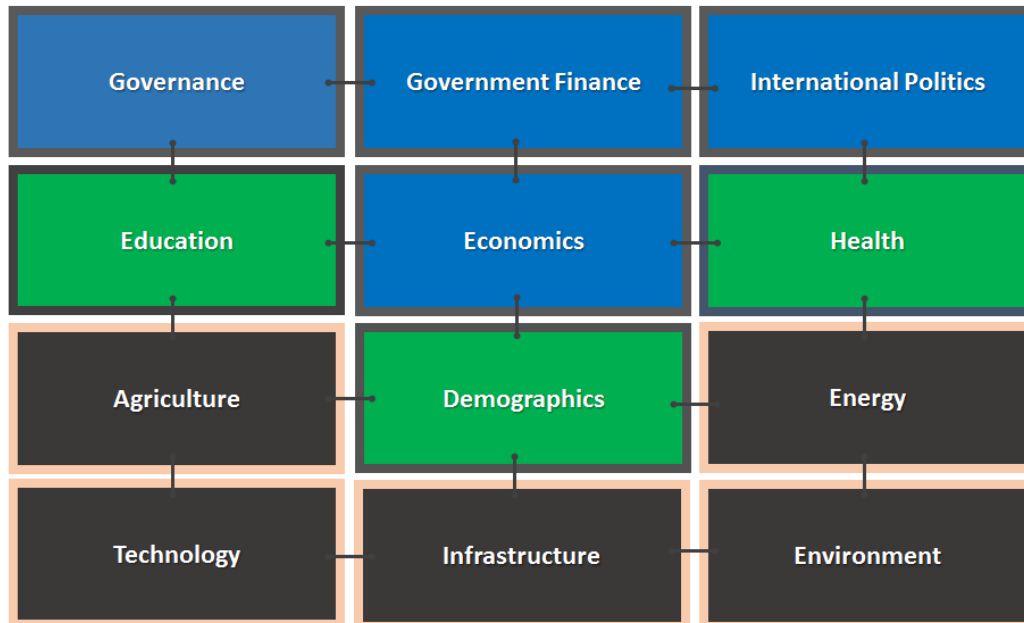 Governance
Government Finance
International Politics
Education
Economics
Health
Agriculture
Demographics
Energy
Technology
Infrastructure
Environment